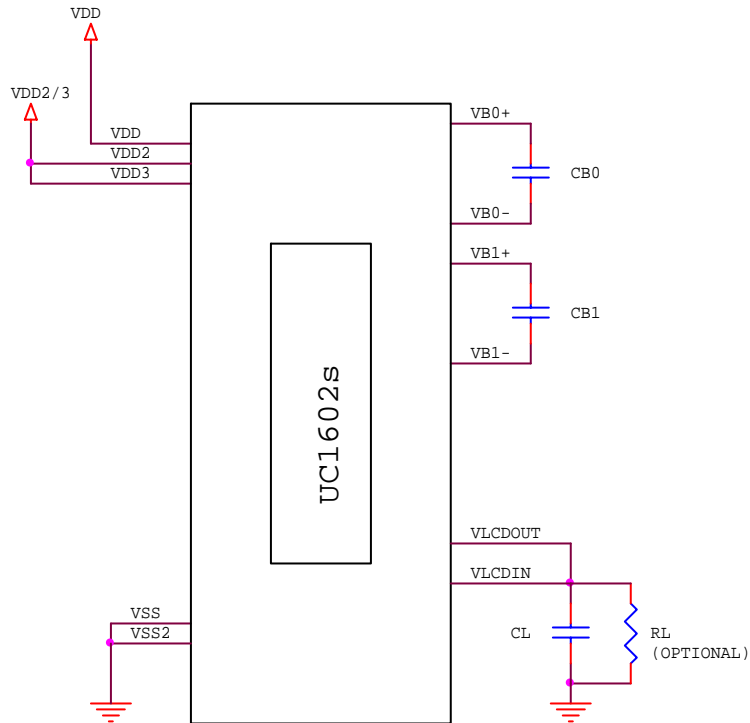 VDD
VDD2/3
VDD
VDD2
VDD3
VB0+
CB0
VB0-
VB1+
CB1
VB1-
UC1602s
VLCDOUT
VLCDIN
VSS
VSS2
CL
RL
(OPTIONAL)